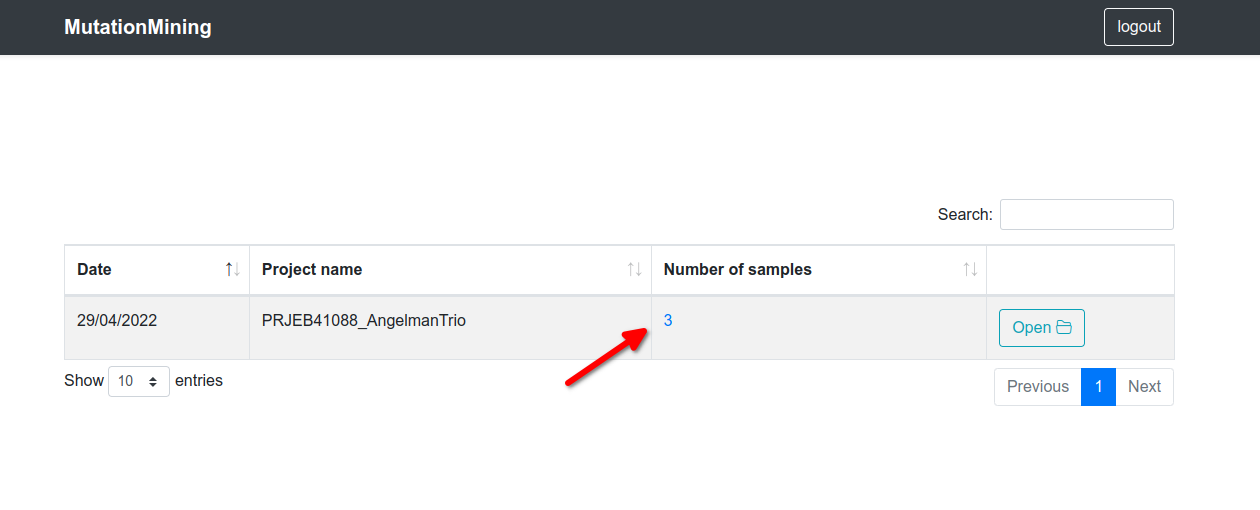 MutationMining logout
Search:
Date Project name Number of samples
29/04/2022 PRJEB41088_AngelmanTrio 3 Open
Show 10 entries Previous 1 Next